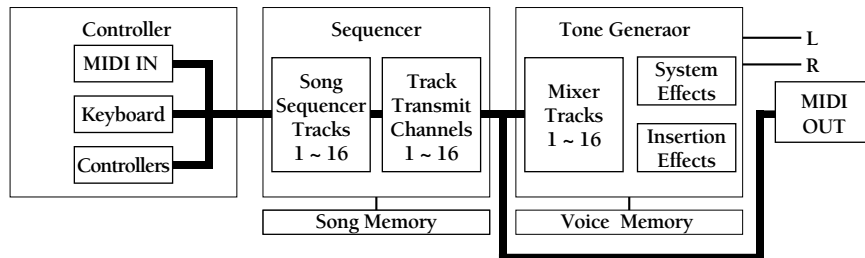 Controller
MIDI IN
Keyboard
Controllers
Sequencer
Song
Sequencer
Tracks
1 ~ 16
Track
Transmit
Channels
1 ~ 16
Song Memory
Tone Generaor
Mixer
Tracks
1 ~ 16
System
Effects
Insertion
Effects
Voice Memory
L
R
MIDI
OUT